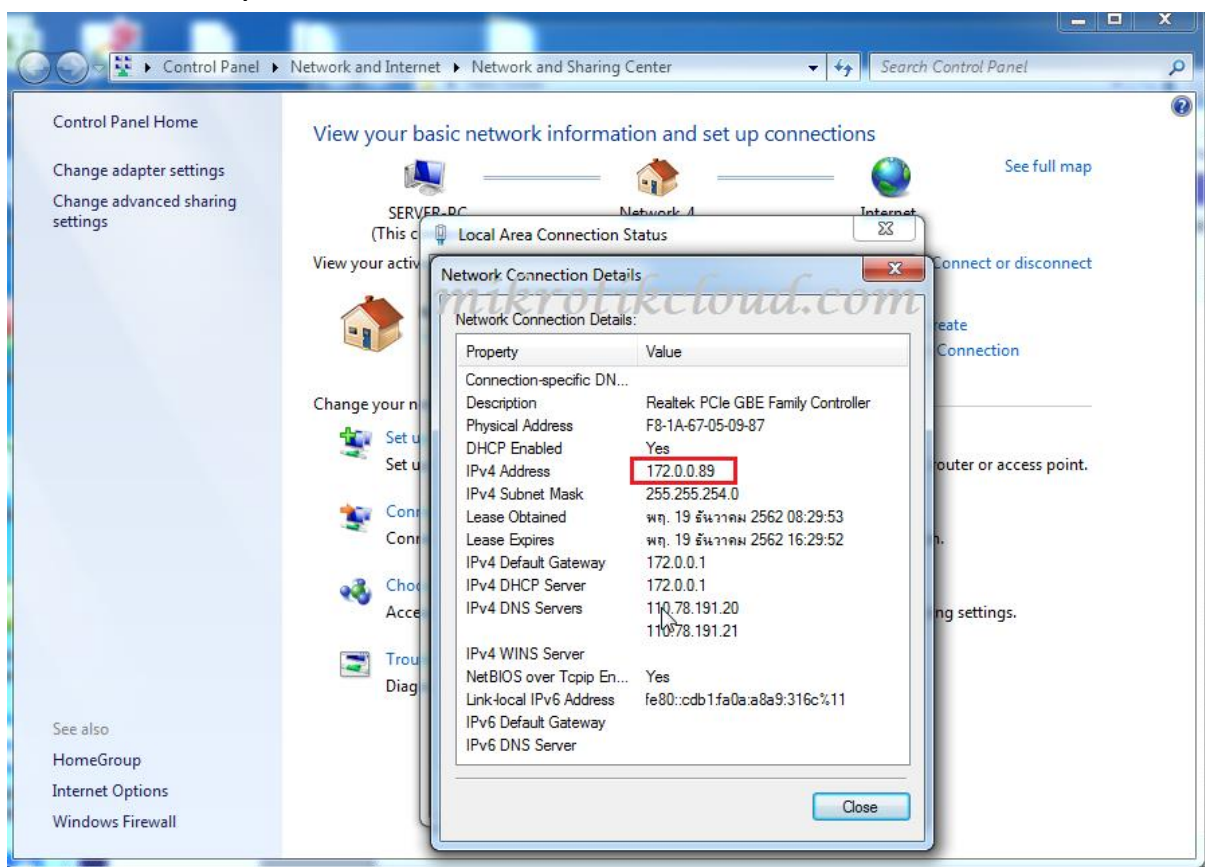 Control Panel ▸ Network and Internet ▸ Network and Sharing Center
Search Control Panel
Control Panel Home
Change adapter settings
Change advanced sharing
settings
View your basic network information and set up connections
See full map
SERVER-PC
(This c
Network 4
Internet
View your activ
Connect or disconnect
Connection
Change your n
Set u
Set u
router or access point.
Conn
Conn
n.
Choo
Acce
ng settings.
Trou
Diag
See also
HomeGroup
Internet Options
Windows Firewall
Local Area Connection Status
Network Connection Details
mikrotikcloud.com
Network Connection Details:
Property Value
Connection-specific DN...
Description Realtek PCIe GBE Family Controller
Physical Address F8-1A-67-05-09-87
DHCP Enabled Yes
IPv4 Address 172.0.0.89
IPv4 Subnet Mask 255.255.254.0
Lease Obtained พฤ. 19 ธันวาคม 2562 08:29:53
Lease Expires พฤ. 19 ธันวาคม 2562 16:29:52
IPv4 Default Gateway 172.0.0.1
IPv4 DHCP Server 172.0.0.1
IPv4 DNS Servers 110.78.191.20
110.78.191.21
IPv4 WINS Server
NetBIOS over Tcpip En... Yes
Link-local IPv6 Address fe80::cdb1:fa0a:a8a9:316c%11
IPv6 Default Gateway
IPv6 DNS Server
Close